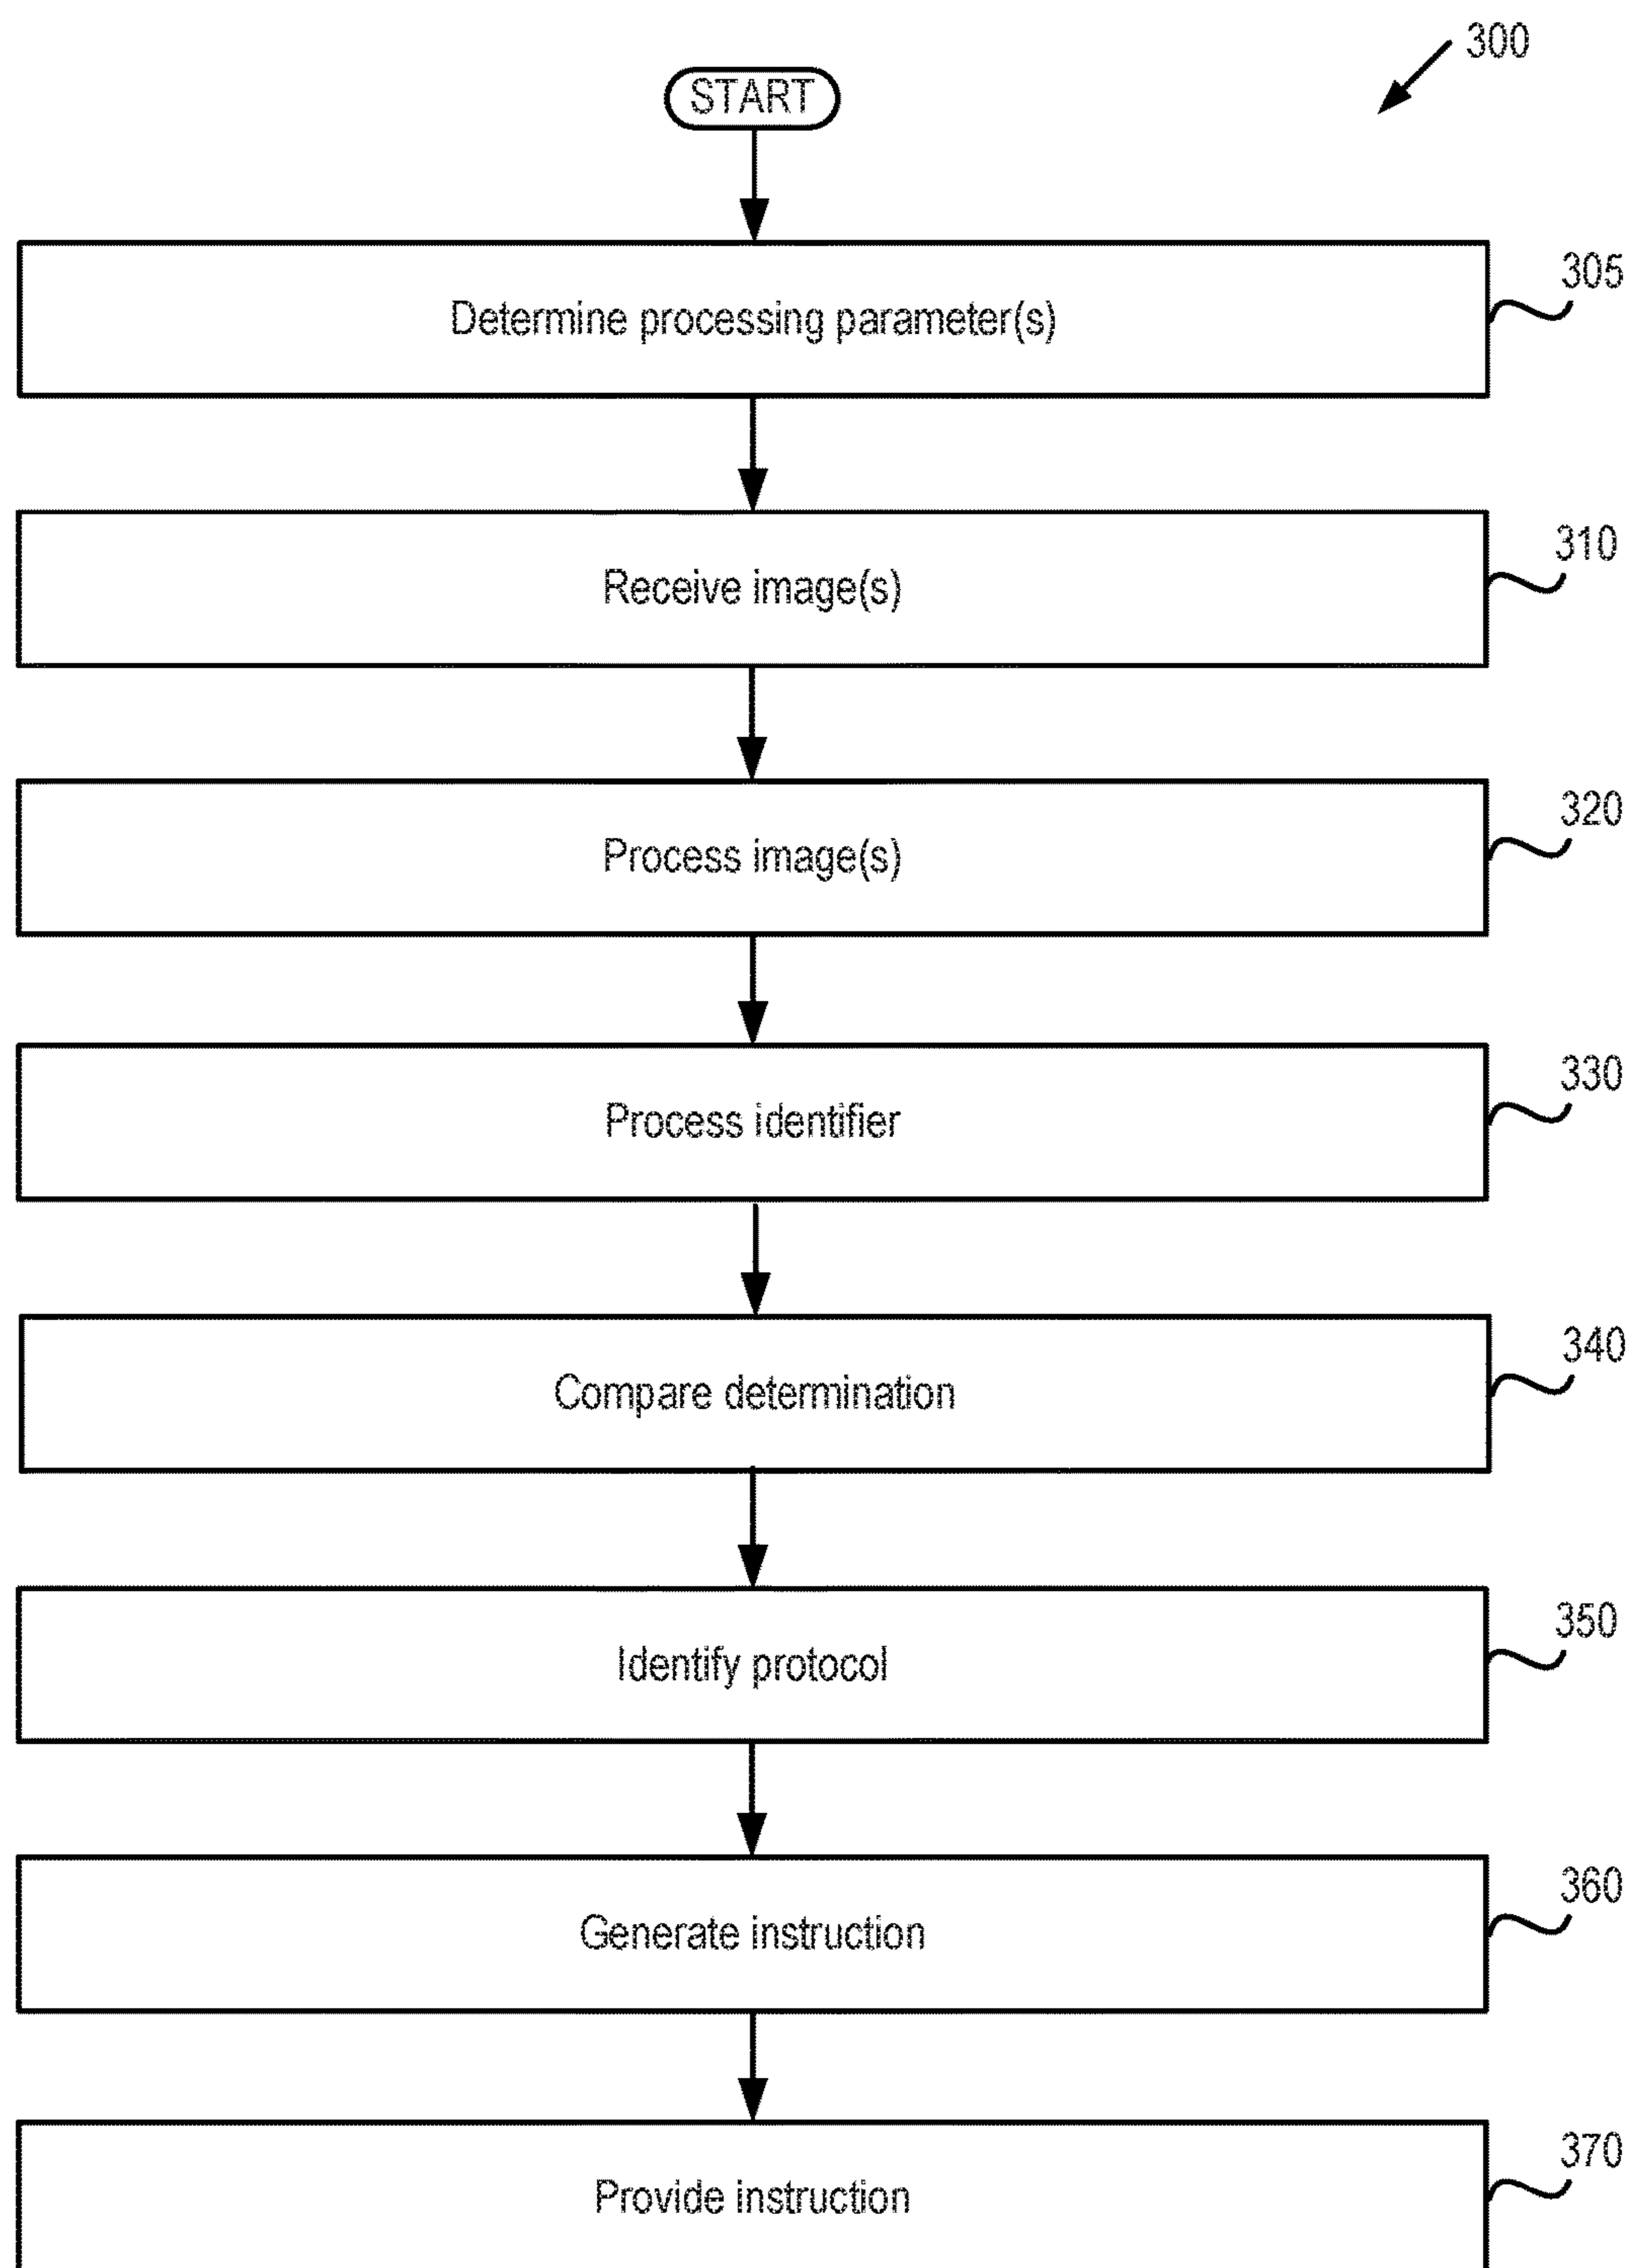 300
START
305
Determine processing parameter(s)
310
Receive image(s)
320
Process image(s)
330
Process identifier
340
Compare determination
350
Identify protocol
360
Generate instruction
370
Provide instruction